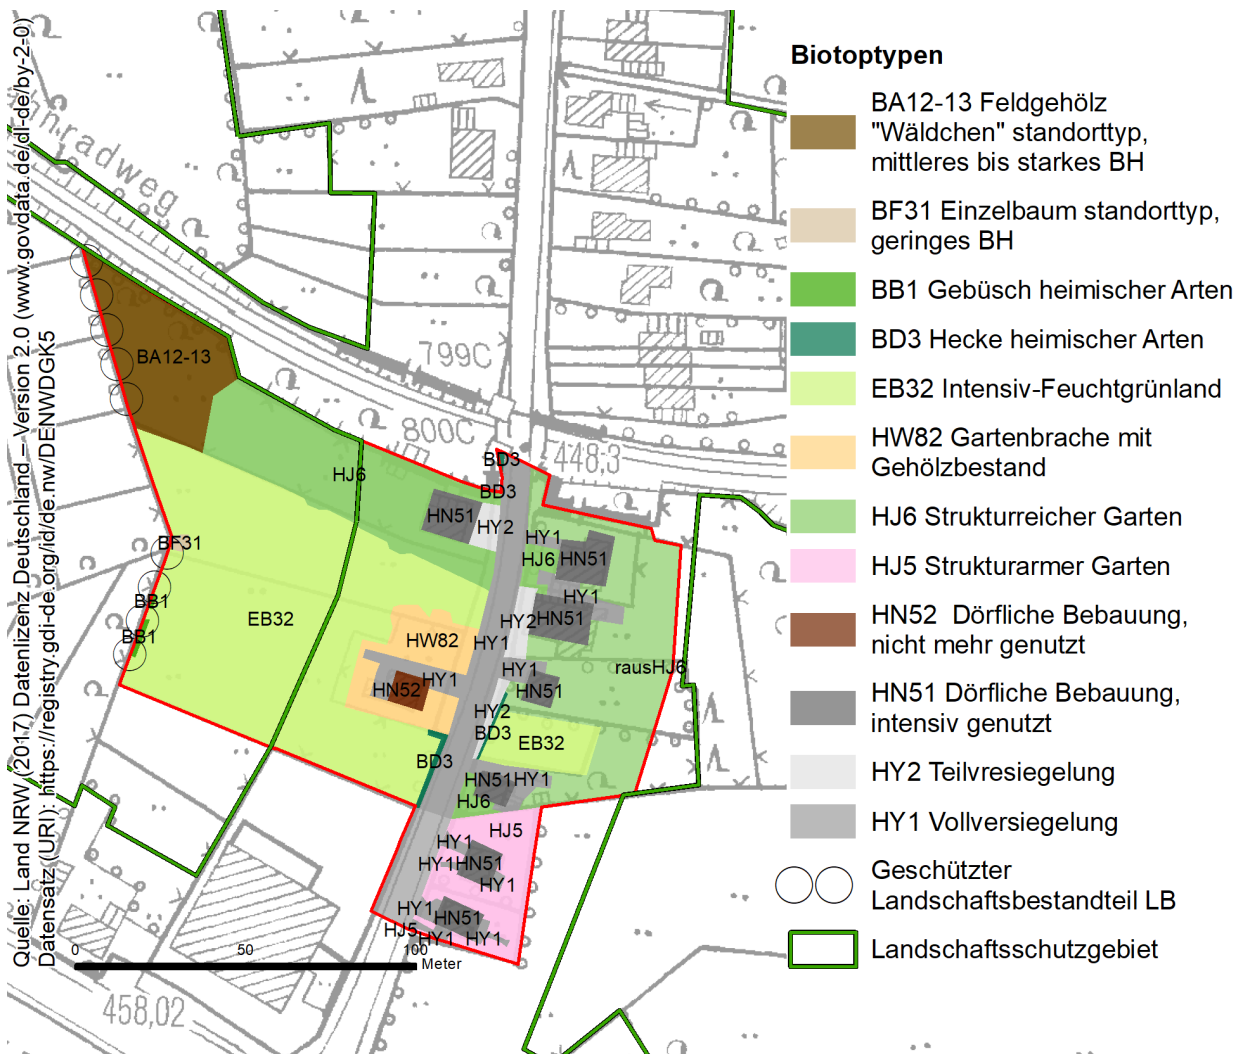 Quelle: Land NRW (2017) Datenlizenz Deutschland – Version 2.0 (www.govdata.de/dl-de/by-2-0)
Datensatz (URI): https://registry.gdi-de.org/id/de.nw/DENWDGK5
nradweg
799C
800C
448,3
458,02
BA12-13
HJ6
BD3
BD3
HN51
HY2
HY1
HJ6
HN51
BF31
HY1
BB1
EB32
HY2
HN51
BB1
HW82
HY1
HY1
rausHJ6
HN52
HY1
HN51
HY2
BD3
EB32
BD3
HN51
HY1
HJ6
HJ5
HY1
HY1
HN51
HY1
HY1
HN51
HJ5
HY1
HY1
0
50
100
Meter
Biotoptypen
BA12-13 Feldgehölz
"Wäldchen" standorttyp,
mittleres bis starkes BH
BF31 Einzelbaum standorttyp,
geringes BH
BB1 Gebüsch heimischer Arten
BD3 Hecke heimischer Arten
EB32 Intensiv-Feuchtgrünland
HW82 Gartenbrache mit
Gehölzbestand
HJ6 Strukturreicher Garten
HJ5 Strukturarmer Garten
HN52 Dörfliche Bebauung,
nicht mehr genutzt
HN51 Dörfliche Bebauung,
intensiv genutzt
HY2 Teilvresiegelung
HY1 Vollversiegelung
Geschützter
Landschaftsbestandteil LB
Landschaftsschutzgebiet